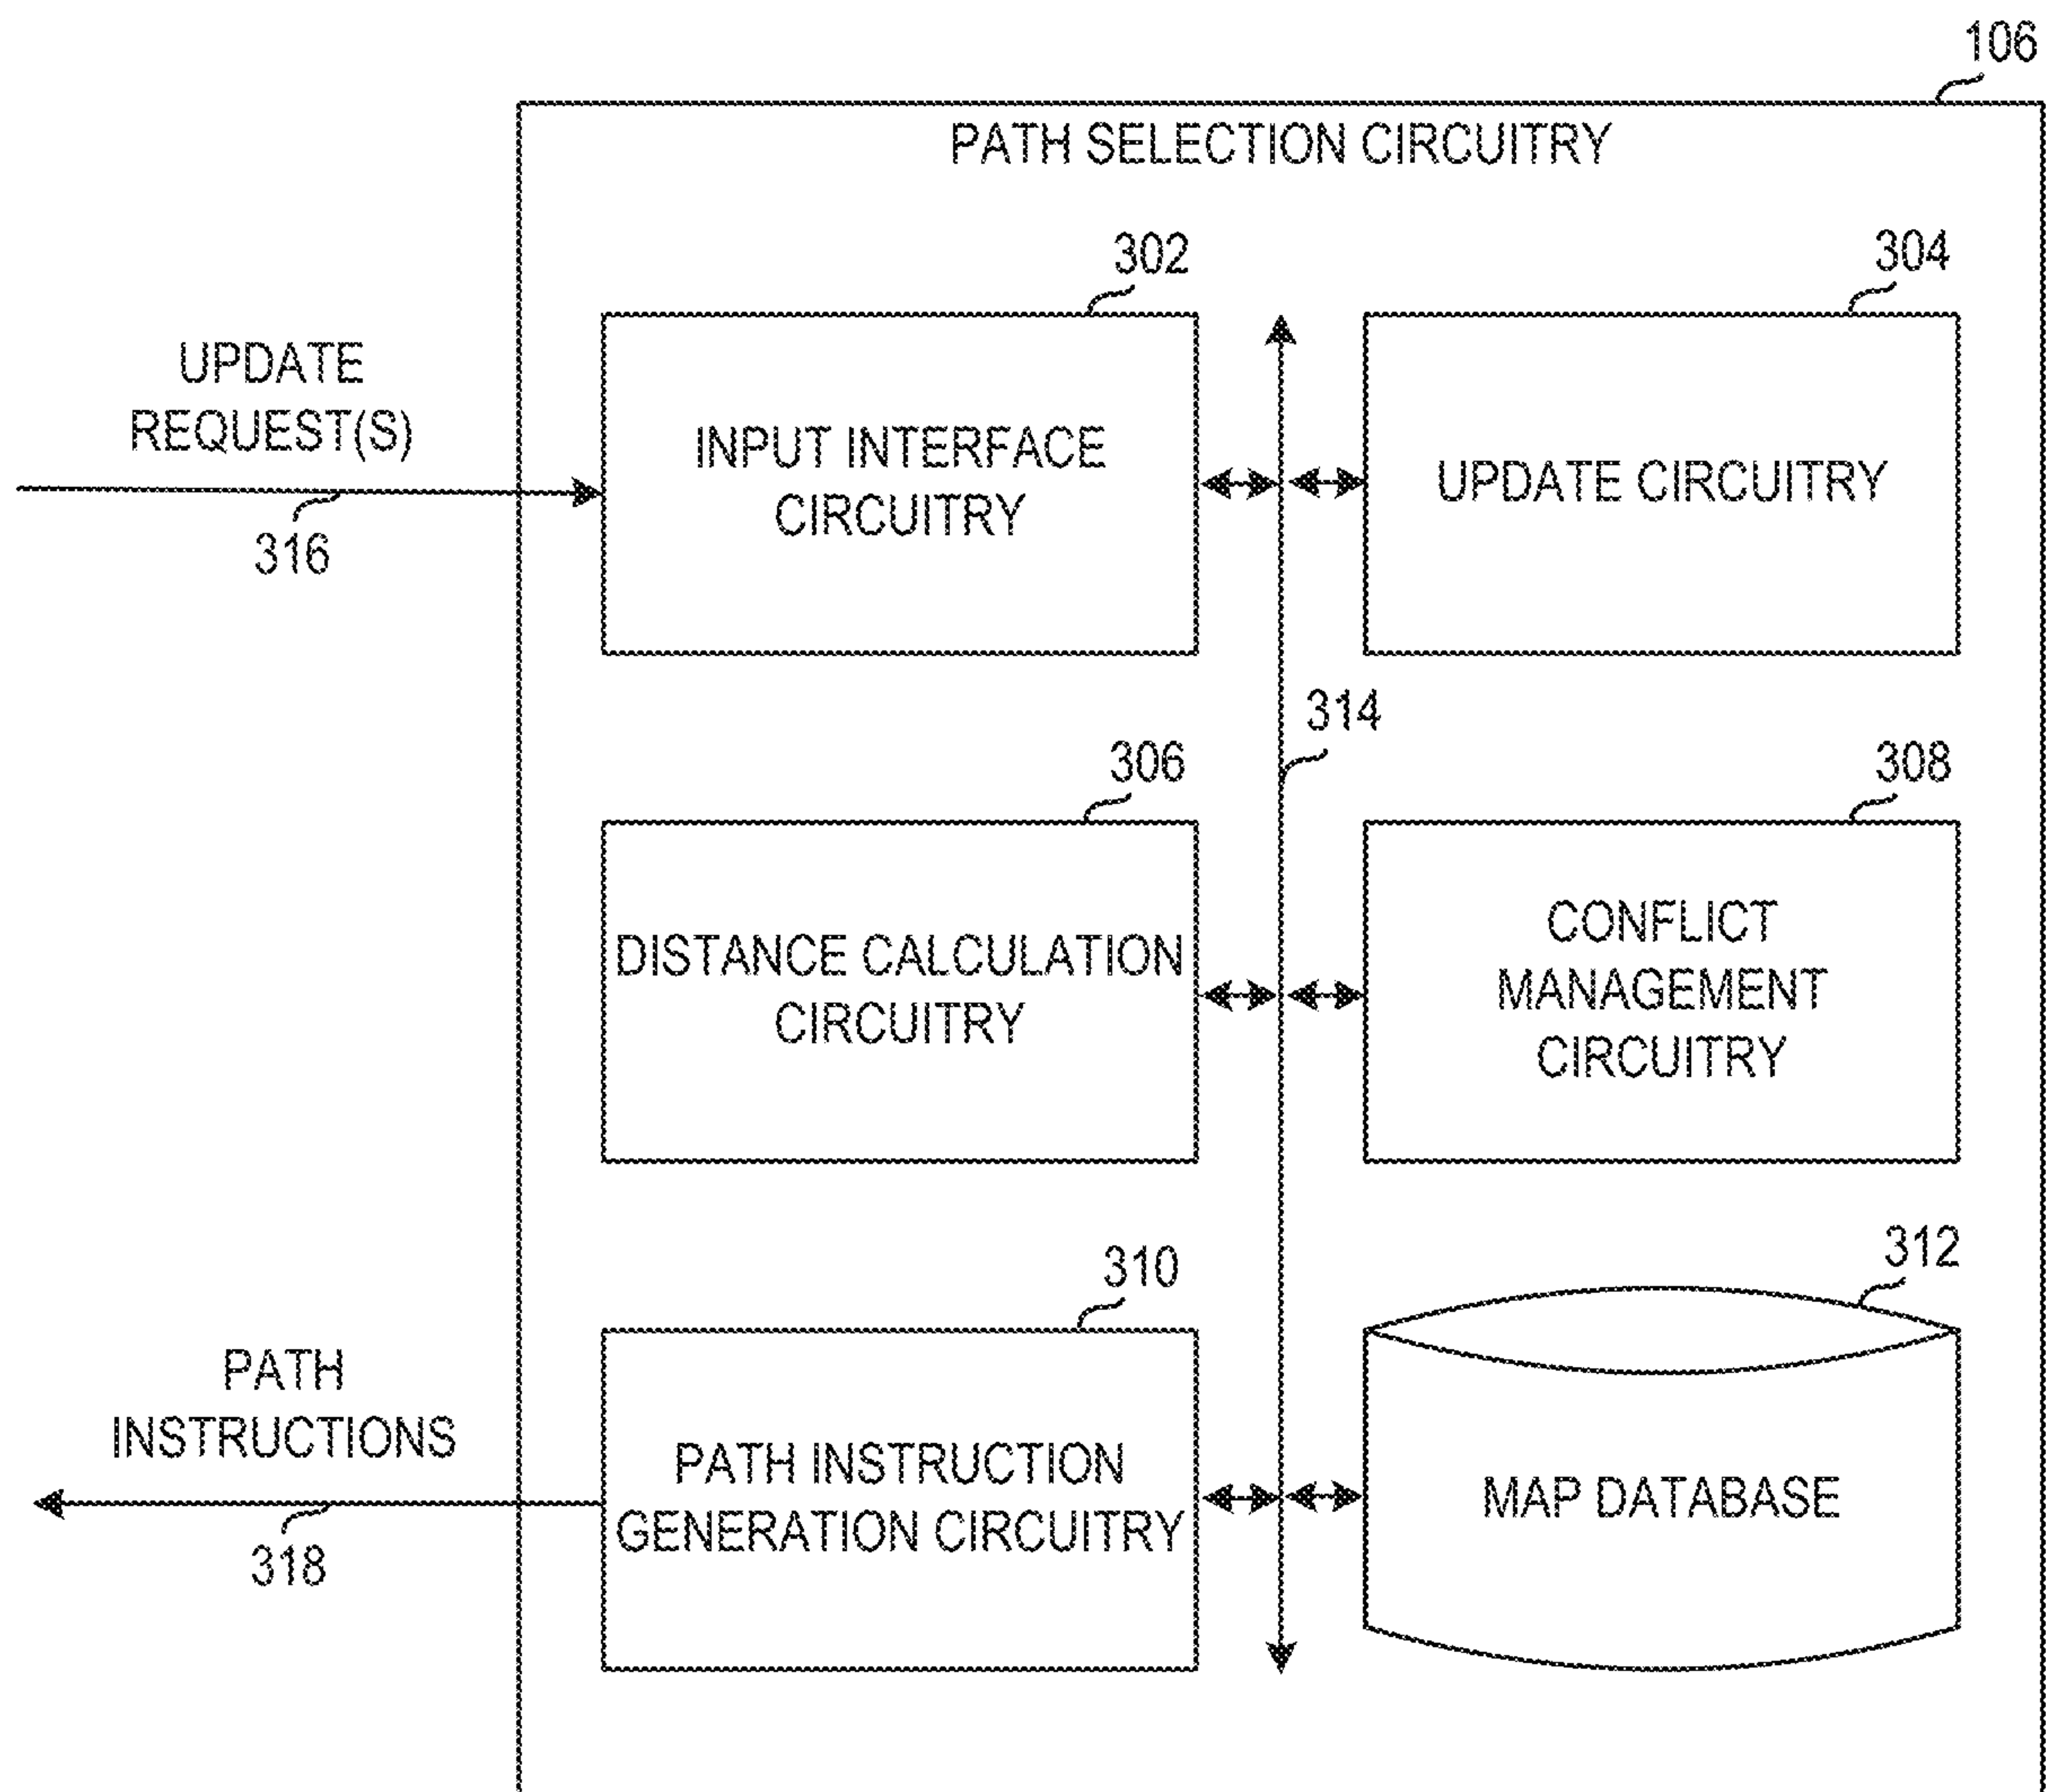 106
PATH SELECTION CIRCUITRY
302
304
UPDATE
REQUEST(S)
316
INPUT INTERFACE
CIRCUITRY
UPDATE CIRCUITRY
314
306
308
DISTANCE CALCULATION
CIRCUITRY
CONFLICT
MANAGEMENT
CIRCUITRY
310
312
PATH
INSTRUCTIONS
318
PATH INSTRUCTION
GENERATION CIRCUITRY
MAP DATABASE